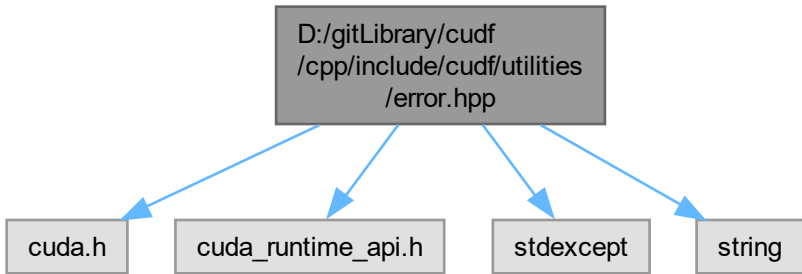 D:/gitLibrary/cudf
/cpp/include/cudf/utilities
/error.hpp
cuda.h
cuda_runtime_api.h
stdexcept
string